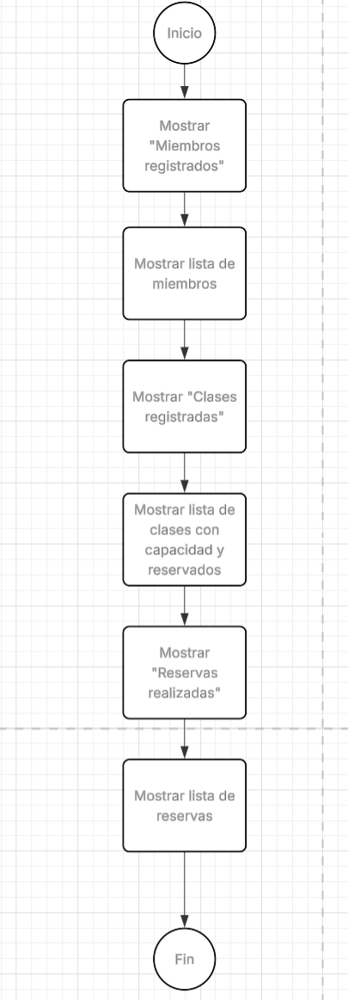 Inicio
Mostrar
"Miembros
registrados"
Mostrar lista de
miembros
Mostrar "Clases
registradas"
Mostrar lista de
clases con
capacidad y
reservados
Mostrar
"Reservas
realizadas"
Mostrar lista de
reservas
Fin